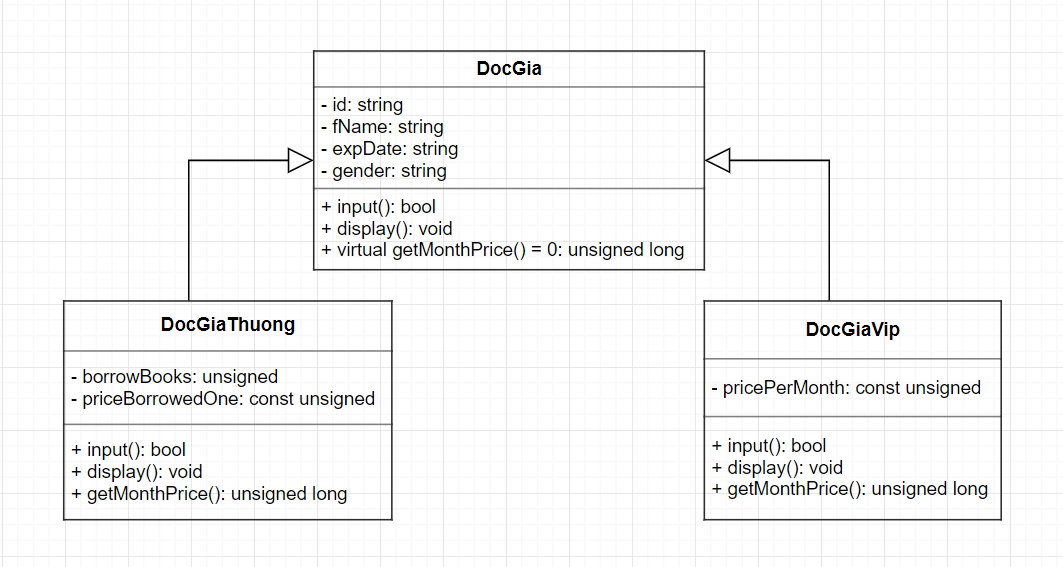 DocGia
- id: string
- fName: string
- expDate: string
- gender: string
+ input(): bool
+ display(): void
+ virtual getMonthPrice() = 0: unsigned long
DocGiaThuong
- borrowBooks: unsigned
- priceBorrowedOne: const unsigned
+ input(): bool
+ display(): void
+ getMonthPrice(): unsigned long
DocGiaVip
- pricePerMonth: const unsigned
+ input(): bool
+ display(): void
+ getMonthPrice(): unsigned long